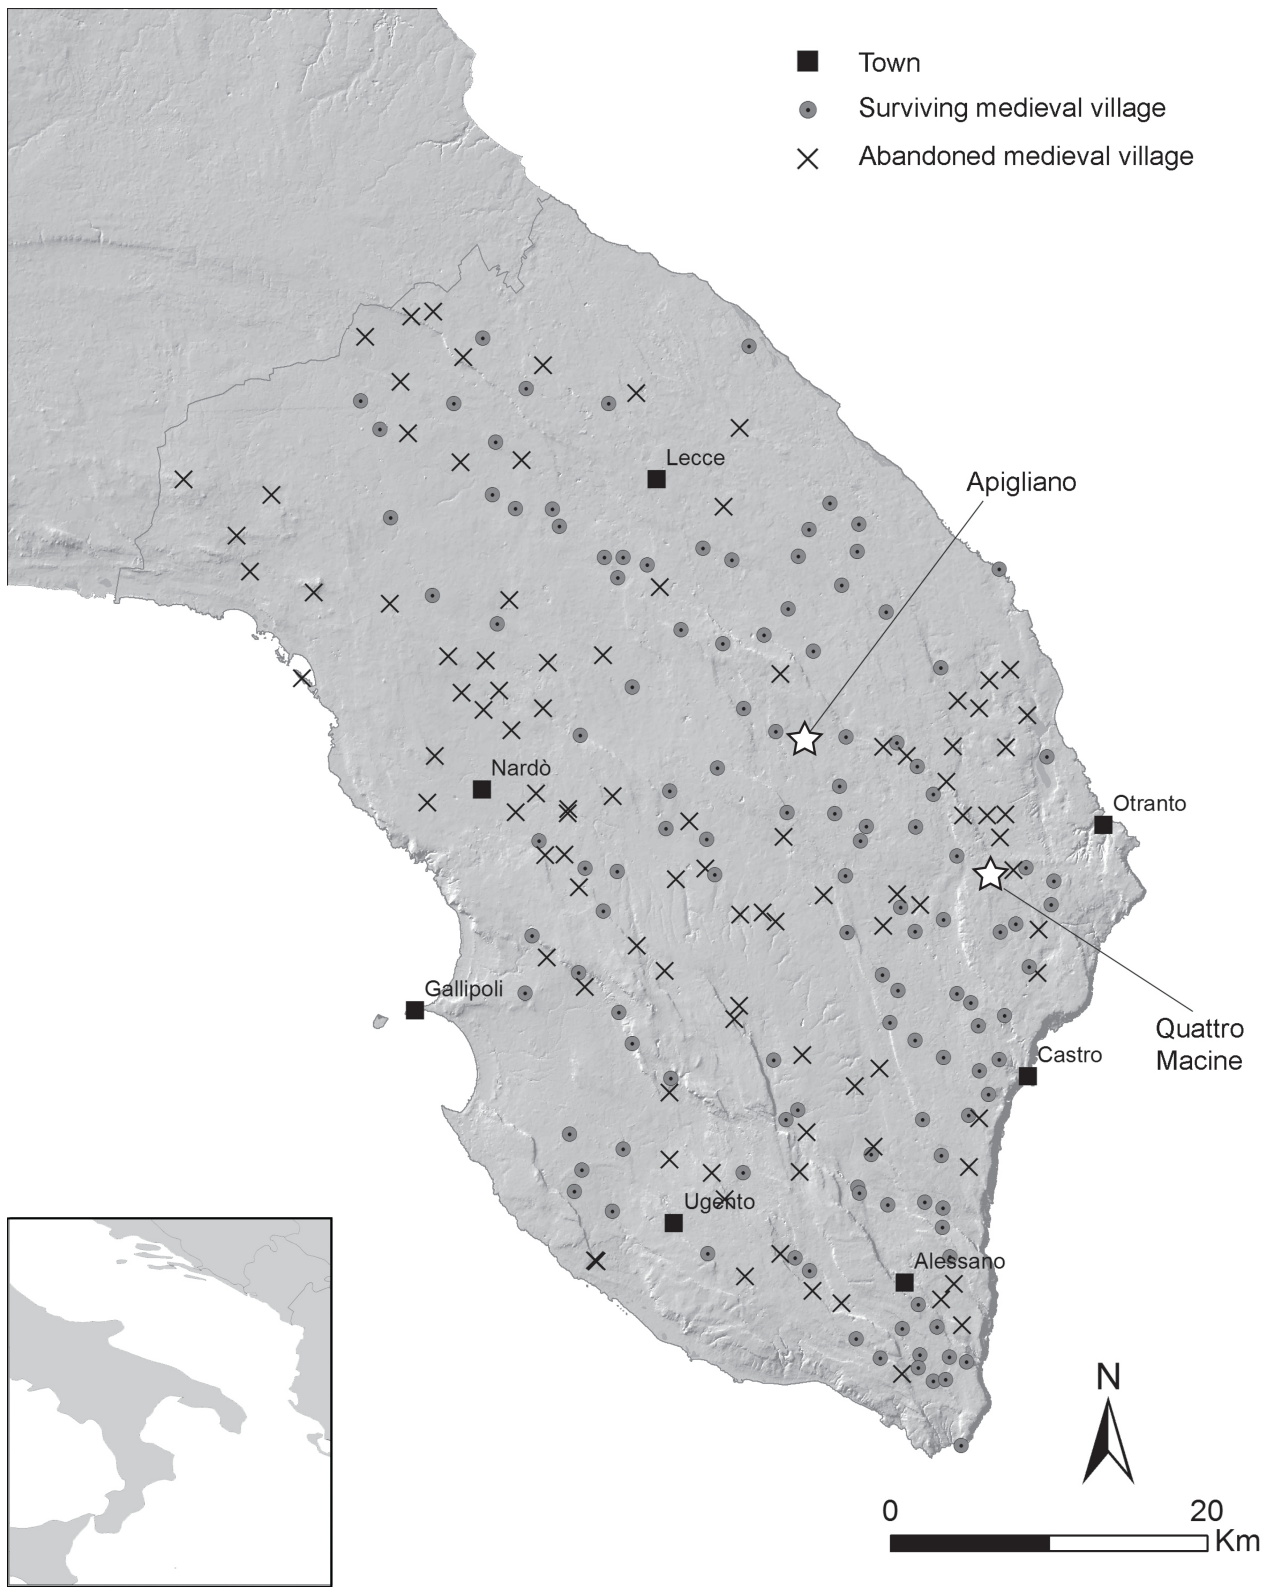 Town
Surviving medieval village
Abandoned medieval village
Lecce
Apigliano
Nardò
Otranto
Gallipoli
Quattro
Macine
Castro
Ugento
Alessano
N
0 20
Km